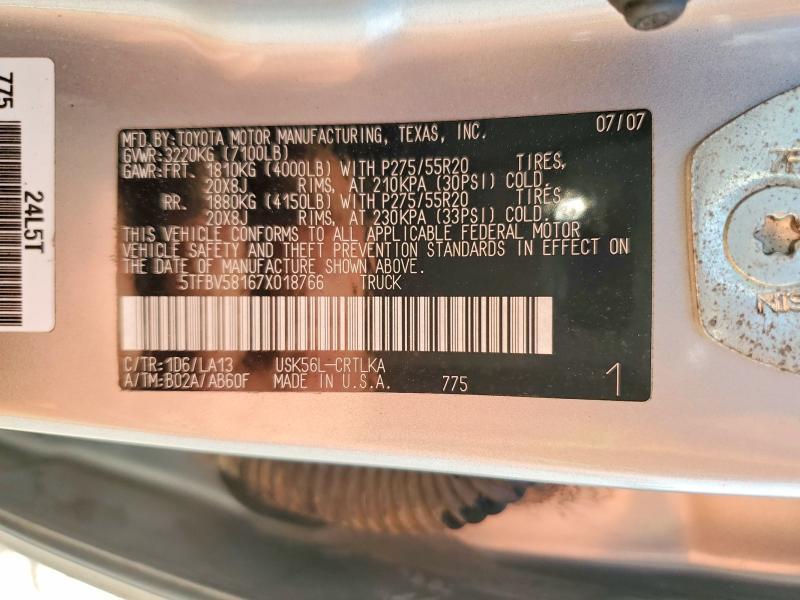 775
24L5T
MFD.BY:TOYOTA MOTOR MANUFACTURING, TEXAS, INC. 07/07
GVWR:3220KG (7100LB)
GAWR:FRT. 1810KG (4000LB) WITH P275/55R20 TIRES,
20X8J RIMS, AT 210KPA (30PSI) COLD.
RR. 1880KG (4150LB) WITH P275/55R20 TIRES,
20X8J RIMS, AT 230KPA (33PSI) COLD.
THIS VEHICLE CONFORMS TO ALL APPLICABLE FEDERAL MOTOR
VEHICLE SAFETY AND THEFT PREVENTION STANDARDS IN EFFECT ON
THE DATE OF MANUFACTURE SHOWN ABOVE.
5TFBV58167X018766 TRUCK
C/TR:1D6/LA13 USK56L-CRTLKA
A/TM:B02A/AB60F MADE IN U.S.A. 775 1